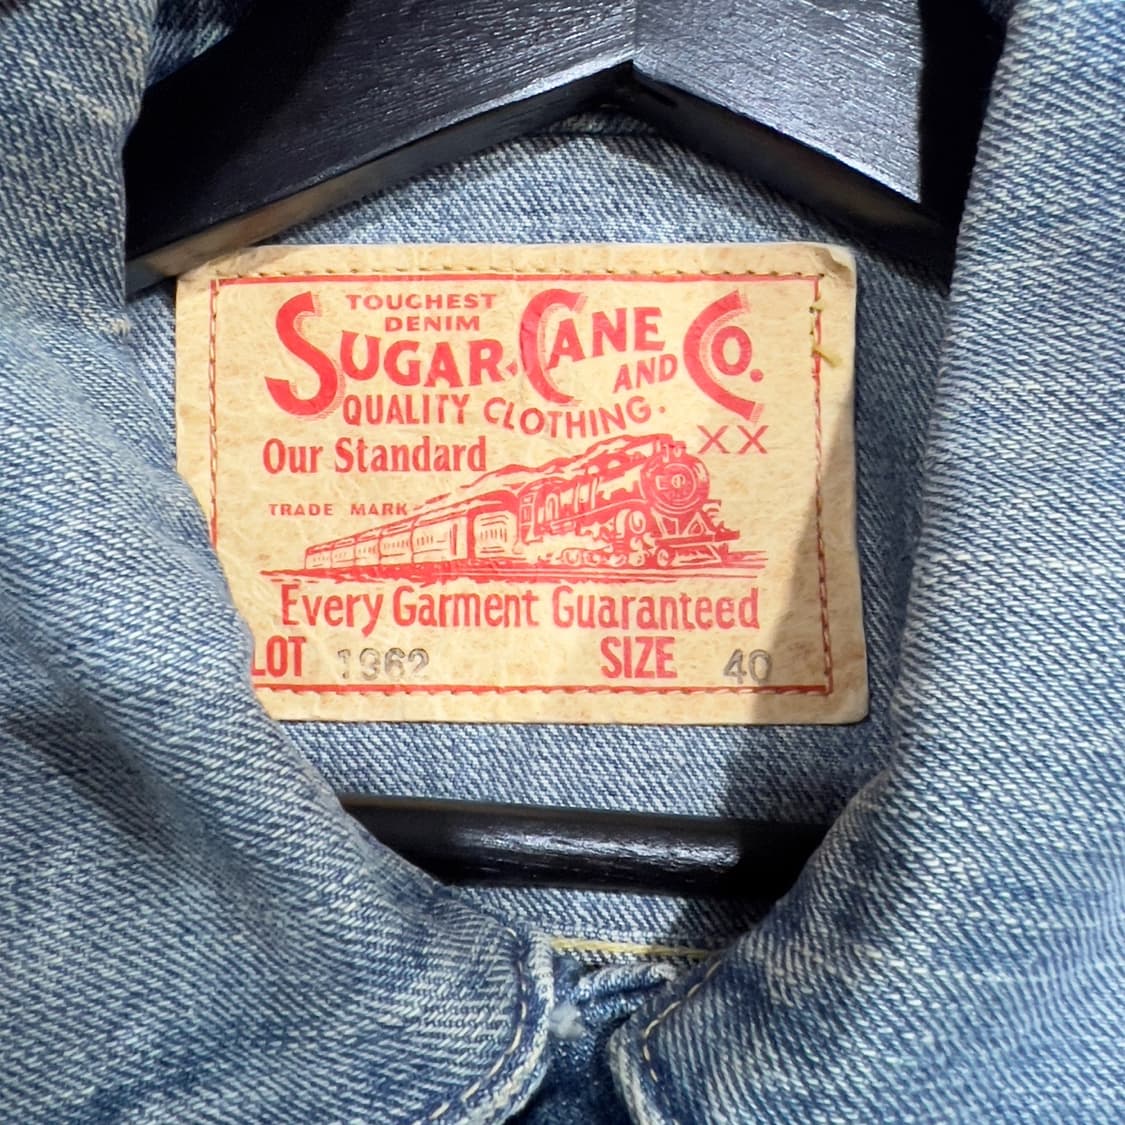 TOUGHEST
DENIM
SUGAR CANE CO.
AND
QUALITY CLOTHING.
XX
Our Standard
TRADE MARK
Every Garment Guaranteed
LOT 1962 SIZE 40